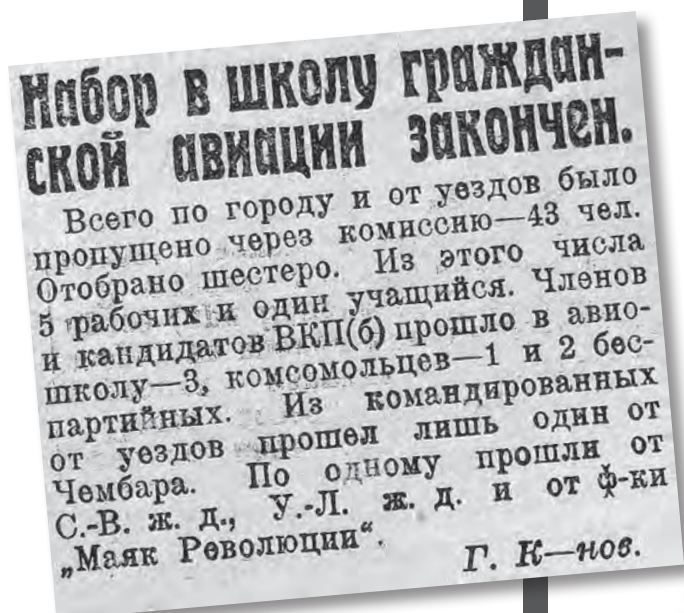 Набор в школу граждан-
ской авиации закончен.
Всего по городу и от уездов было
пропущено через комиссию—43 чел.
Отобрано шестеро. Из этого числа
5 рабочих и один учащийся. Членов
и кандидатов ВКП(б) прошло в авио-
школу—3, комсомольцев—1 и 2 бес-
партийных. Из командированных
от уездов прошел лишь один от
Чембара. По одному прошли от
С.-В. ж. д., У.-Л. ж. д. и от ф-ки
„Маяк Революции“.
Г. К—нов.